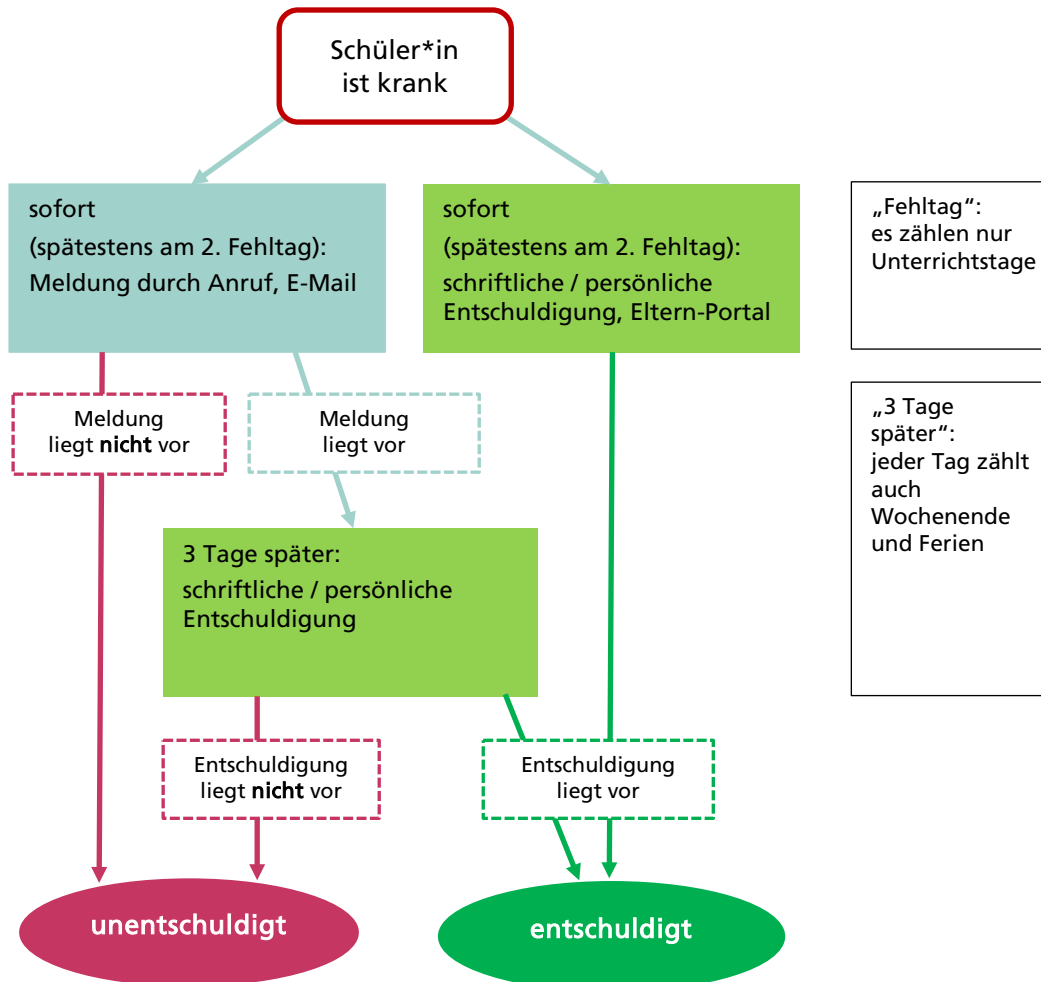 Schüler*in
ist krank
sofort
(spätestens am 2. Fehltag):
Meldung durch Anruf, E-Mail
sofort
(spätestens am 2. Fehltag):
schriftliche / persönliche
Entschuldigung, Eltern-Portal
„Fehltag“:
es zählen nur
Unterrichtstage
Meldung
liegt nicht vor
Meldung
liegt vor
„3 Tage
später“:
jeder Tag zählt
auch
Wochenende
und Ferien
3 Tage später:
schriftliche / persönliche
Entschuldigung
Entschuldigung
liegt nicht vor
Entschuldigung
liegt vor
unentschuldigt
entschuldigt